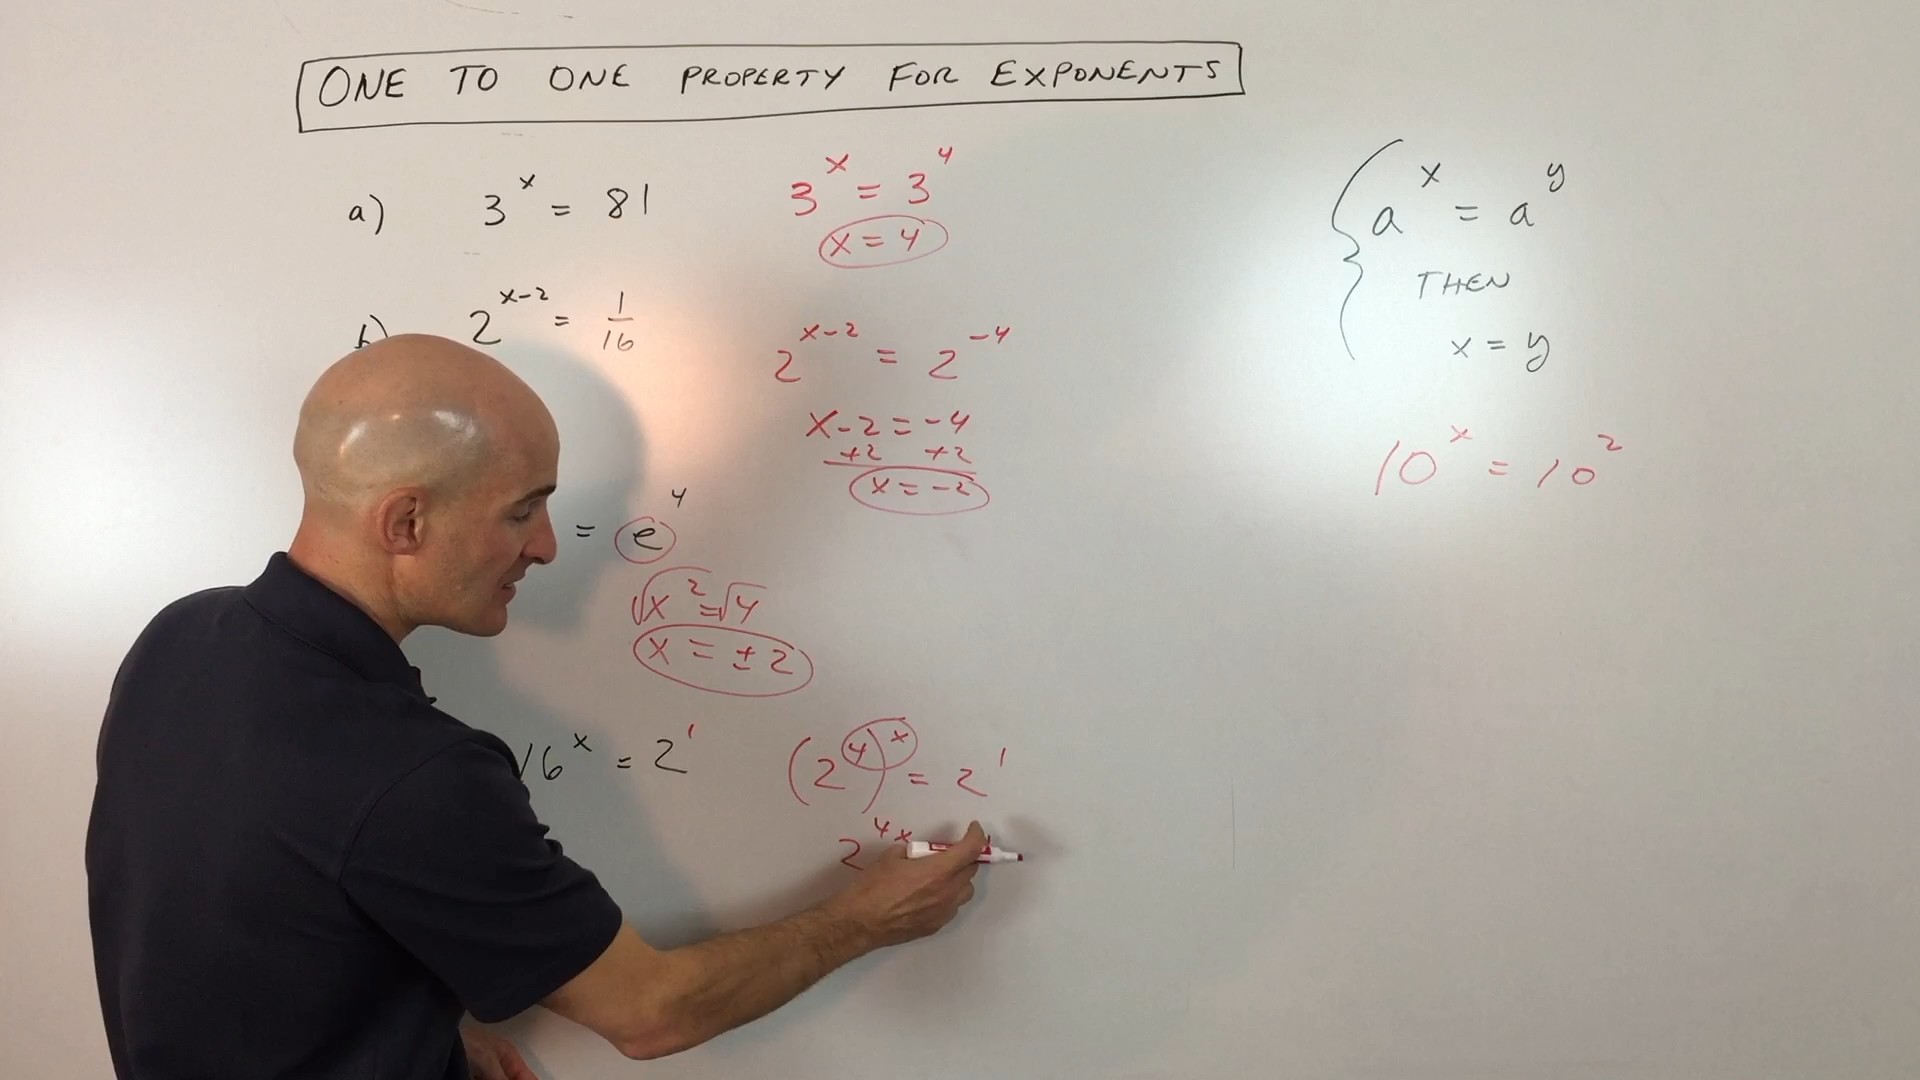 ONE TO ONE PROPERTY FOR EXPONENTS
a) 3^x = 81
3^x = 3^4
x = 4
b) 2^(x-2) = 1/16
2^(x-2) = 2^-4
x-2 = -4
+2 +2
x = -2
= e^4
√x^2 = √4
x = ±2
16^x = 2^1
(2^4)^x = 2^1
2^4x
a^x = a^y
THEN
x = y
10^x = 10^2